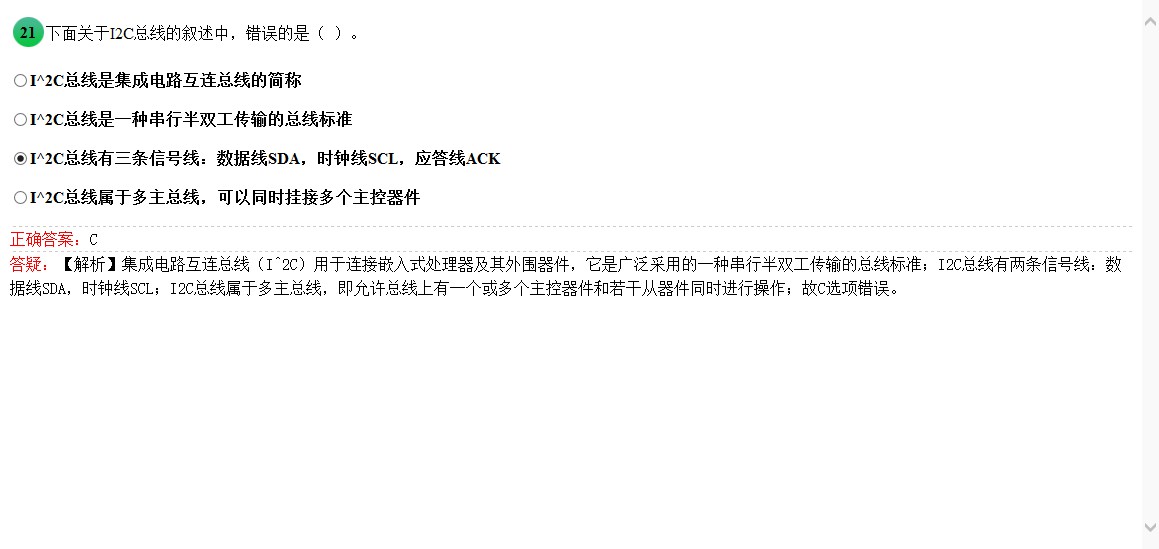 21 下面关于I2C总线的叙述中，错误的是（ ）。
I^2C总线是集成电路互连总线的简称
I^2C总线是一种串行半双工传输的总线标准
I^2C总线有三条信号线：数据线SDA，时钟线SCL，应答线ACK
I^2C总线属于多主总线，可以同时挂接多个主控器件
正确答案：C
答疑：【解析】集成电路互连总线（I^2C）用于连接嵌入式处理器及其外围器件，它是广泛采用的一种串行半双工传输的总线标准；I2C总线有两条信号线：数
据线SDA，时钟线SCL；I2C总线属于多主总线，即允许总线上有一个或多个主控器件和若干从器件同时进行操作；故C选项错误。